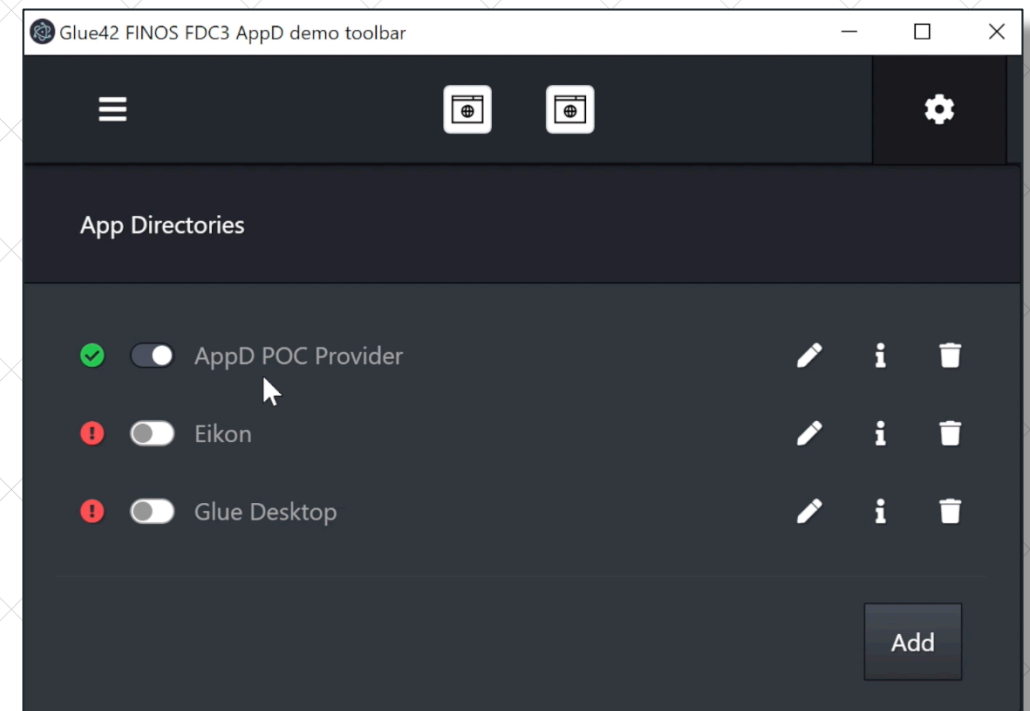 Glue42 FINOS FDC3 AppD demo toolbar
App Directories
AppD POC Provider
Eikon
Glue Desktop
Add